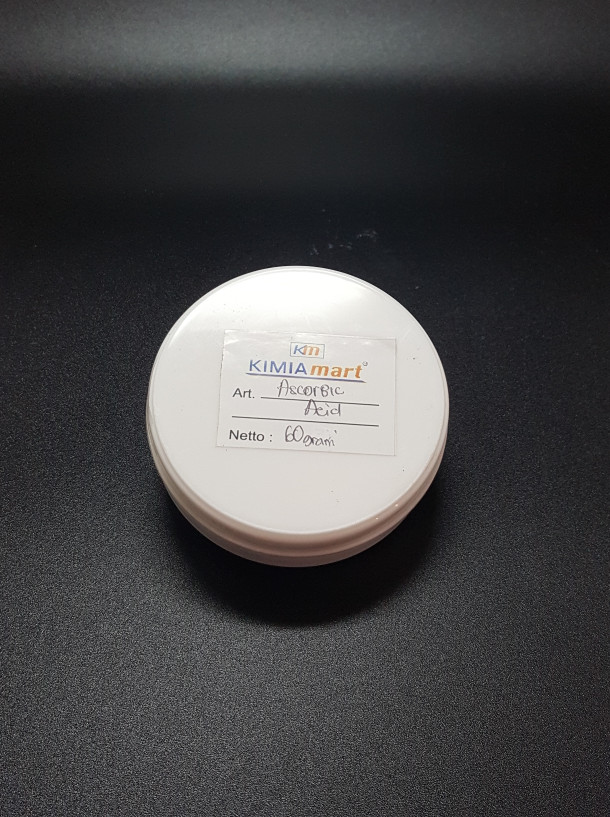 Km
KIMIAmart®
Art. Ascorbic
Acid
Netto : 60 gram